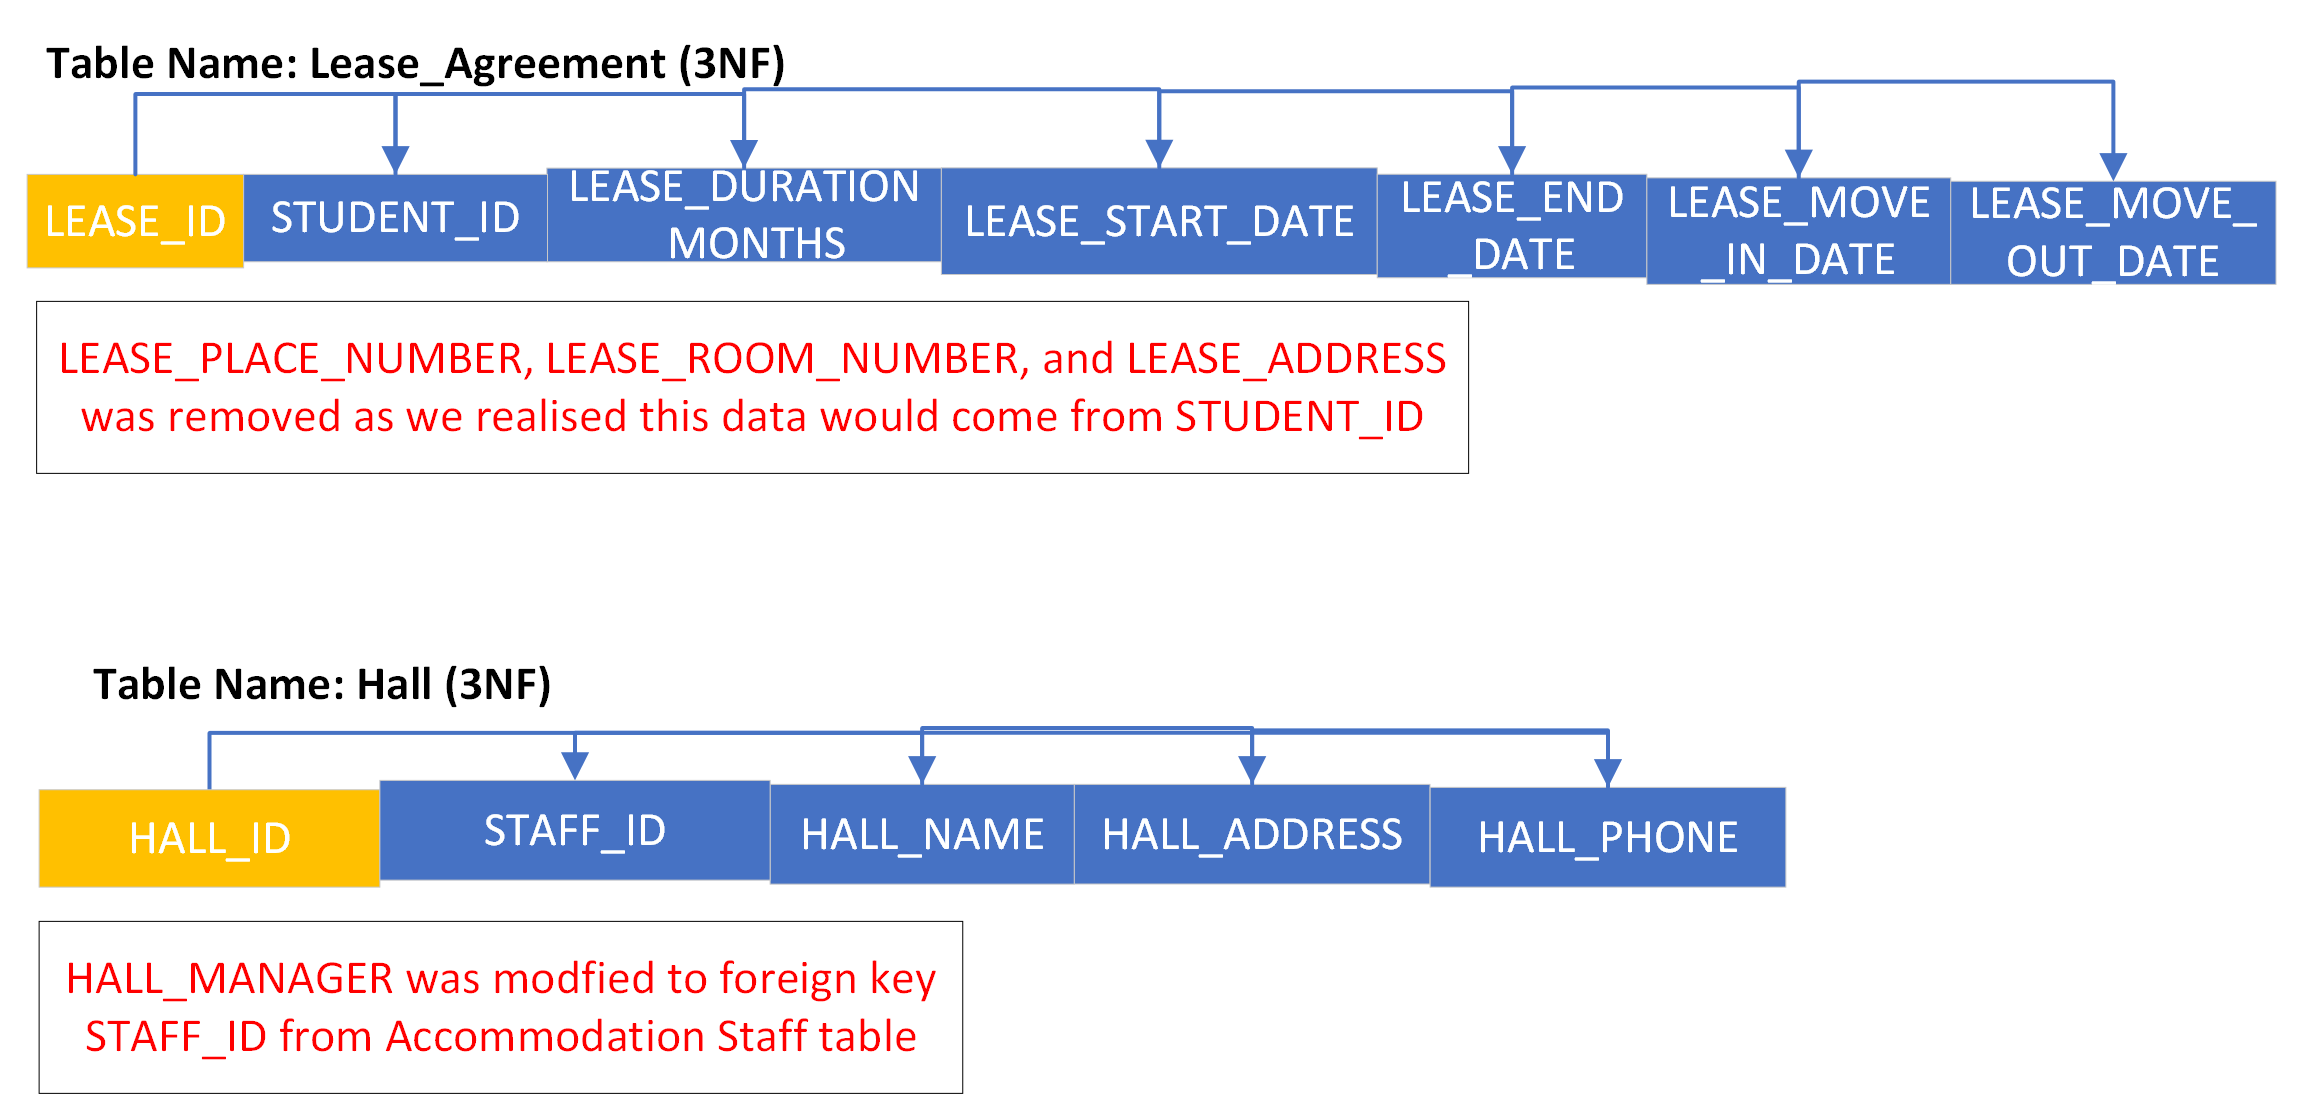 Table Name: Lease_Agreement (3NF)
LEASE_ID
STUDENT_ID
LEASE_DURATION
MONTHS
LEASE_START_DATE
LEASE_END
_DATE
LEASE_MOVE
_IN_DATE
LEASE_MOVE_
OUT_DATE
LEASE_PLACE_NUMBER, LEASE_ROOM_NUMBER, and LEASE_ADDRESS
was removed as we realised this data would come from STUDENT_ID
Table Name: Hall (3NF)
HALL_ID
STAFF_ID
HALL_NAME
HALL_ADDRESS
HALL_PHONE
HALL_MANAGER was modfied to foreign key
STAFF_ID from Accommodation Staff table